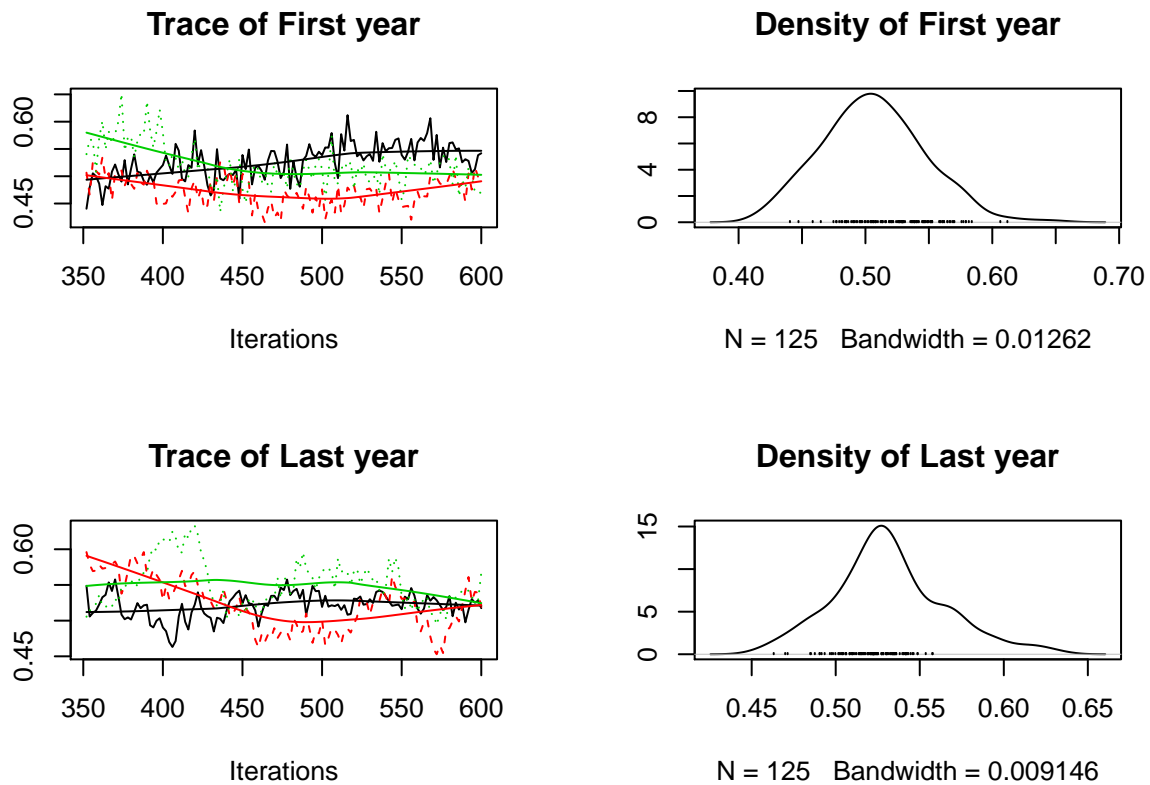 Trace of First year
0.45 0.60
350 400 450 500 550 600
Iterations
Density of First year
0 4 8
0.40 0.50 0.60 0.70
N = 125 Bandwidth = 0.01262
Trace of Last year
0.45 0.60
350 400 450 500 550 600
Iterations
Density of Last year
0 5 15
0.45 0.50 0.55 0.60 0.65
N = 125 Bandwidth = 0.009146